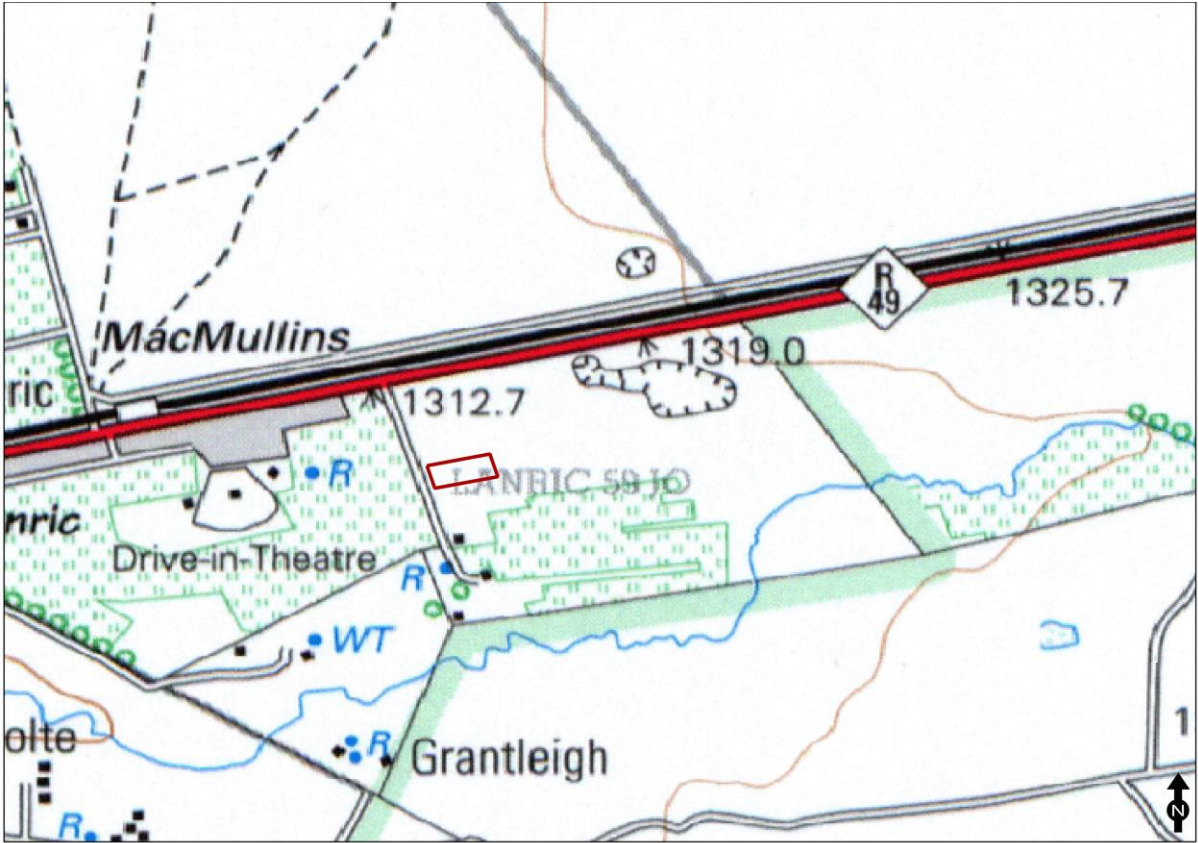 R
49
1325.7
MacMullins
1319.0
ric
1312.7
R
LANRIC 59 JO
nric
Drive-in-Theatre
R
WT
olte
R
Grantleigh
1
R
N